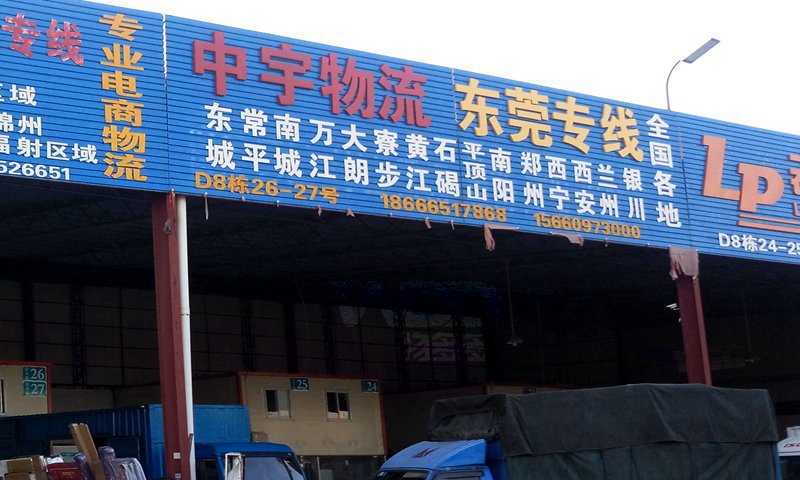 专线
区域
锦州
辐射区域
526651
专业电商物流
中宇物流
东莞专线
东城 常平 南城 万江 大朗 寮步 黄江 石碣 平顶山 南阳 郑州 西宁 西安 兰州 银川
全国各地
D8栋26-27号
18666517868
15660973000
Lp
D8栋24-25
26
27
25
24